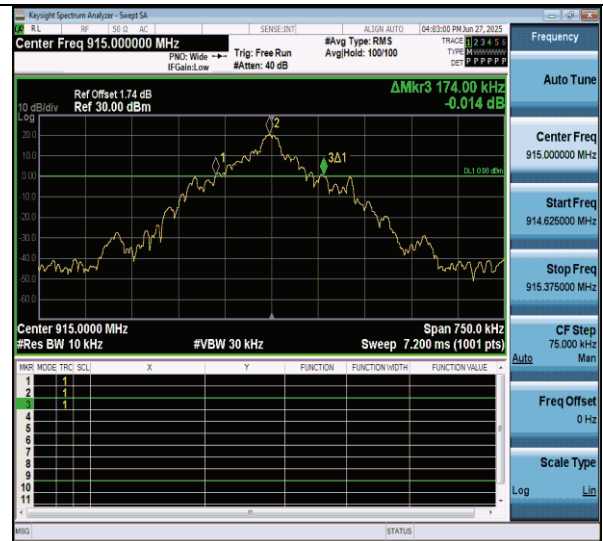 Keysight Spectrum Analyzer - Swept SA
RL RF 50 Ω AC SENSE:INT ALIGN AUTO 04:03:00 PM Jun 27, 2025
Center Freq 915.000000 MHz
PNO: Wide
IFGain:Low
Trig: Free Run
#Atten: 40 dB
#Avg Type: RMS
Avg|Hold: 100/100
TRACE 1 2 3 4 5 6
TYPE M
DET P P P P P P
Ref Offset 1.74 dB
Ref 30.00 dBm
10 dB/div
Log
ΔMkr3 174.00 kHz
-0.014 dB
20.0
10.0
0.00
-10.0
-20.0
-30.0
-40.0
-50.0
-60.0
1
2
3Δ1
DL1 0.08 dBm
Center 915.0000 MHz
Span 750.0 kHz
#Res BW 10 kHz
#VBW 30 kHz
Sweep 7.200 ms (1001 pts)
MKR MODE TRC SCL X Y FUNCTION FUNCTION WIDTH FUNCTION VALUE
1 1
2 1
3 1
4
5
6
7
8
9
10
11
MSG
STATUS
Frequency
Auto Tune
Center Freq
915.000000 MHz
Start Freq
914.625000 MHz
Stop Freq
915.375000 MHz
CF Step
75.000 kHz
Auto Man
Freq Offset
0 Hz
Scale Type
Log Lin